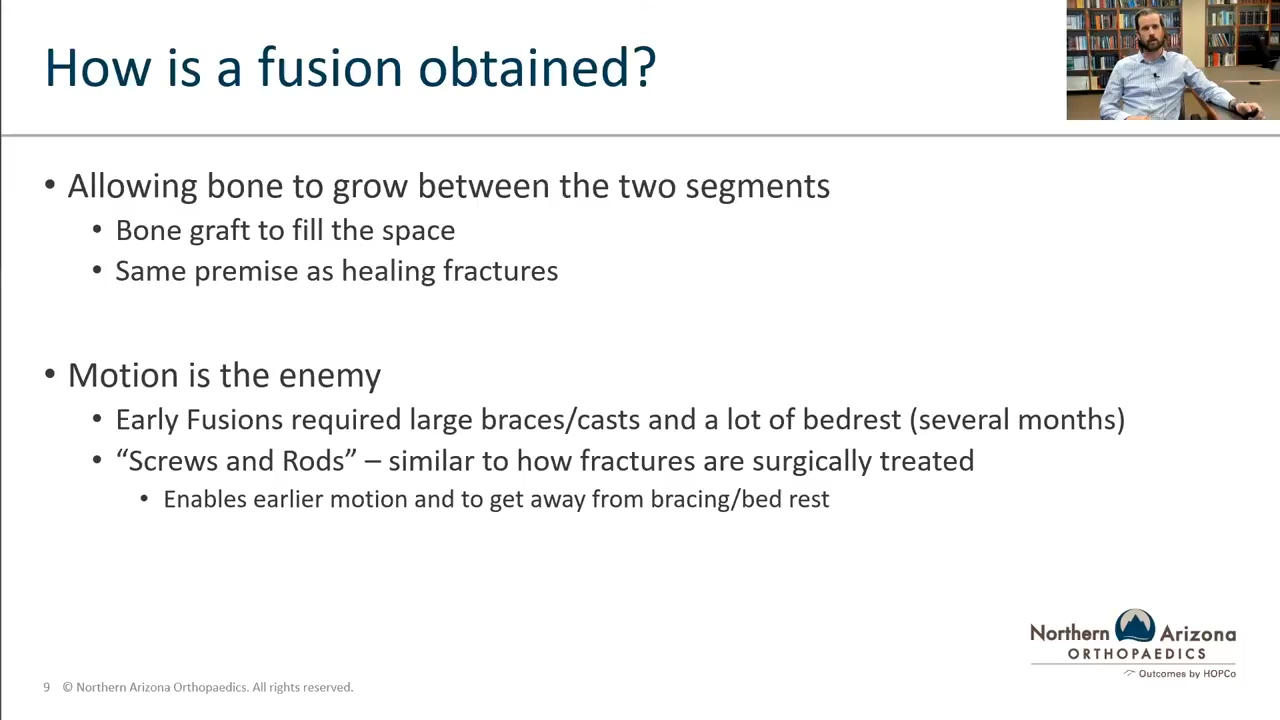 How is a fusion obtained?
• Allowing bone to grow between the two segments
• Bone graft to fill the space
• Same premise as healing fractures
• Motion is the enemy
• Early Fusions required large braces/casts and a lot of bedrest (several months)
• “Screws and Rods” – similar to how fractures are surgically treated
• Enables earlier motion and to get away from bracing/bed rest
Northern Arizona
ORTHOPAEDICS
Outcomes by HOPCo
9 © Northern Arizona Orthopaedics. All rights reserved.